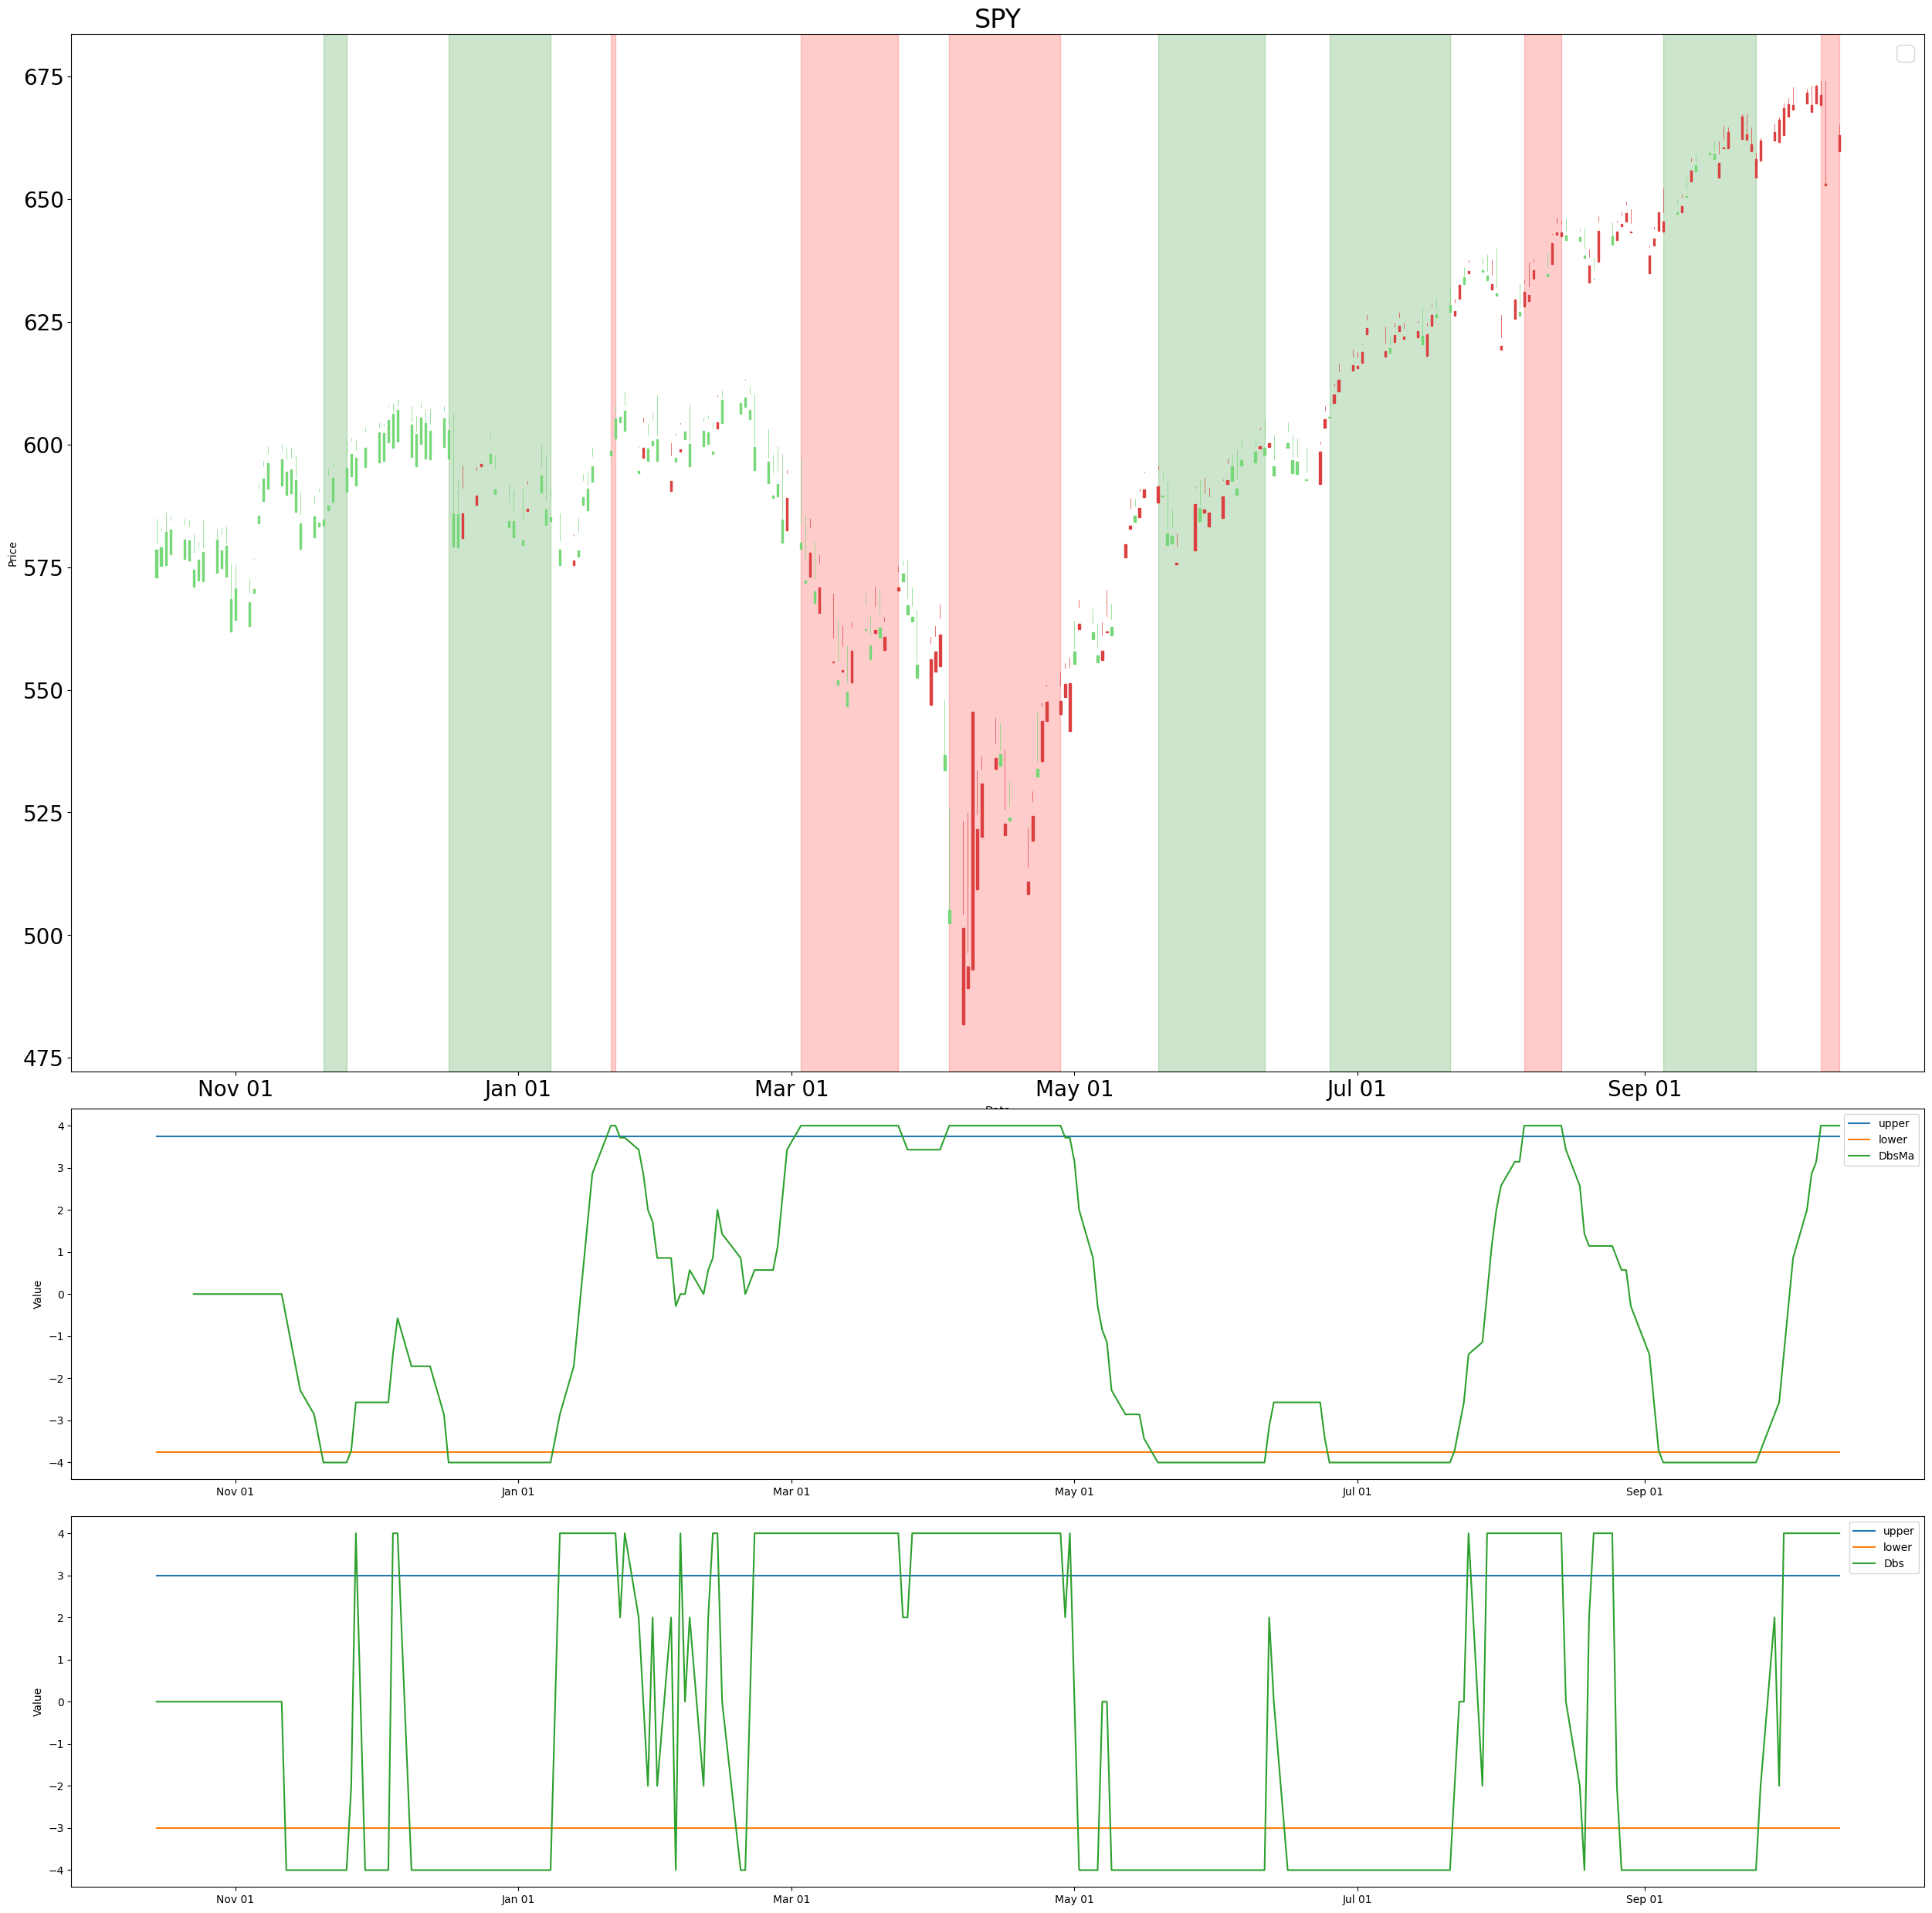 SPY
675
650
625
600
575
550
525
500
475
Price
Nov 01
Jan 01
Mar 01
May 01
Jul 01
Sep 01
4
3
2
1
0
−1
−2
−3
−4
Value
upper
lower
DbsMa
Nov 01
Jan 01
Mar 01
May 01
Jul 01
Sep 01
4
3
2
1
0
−1
−2
−3
−4
Value
upper
lower
Dbs
Nov 01
Jan 01
Mar 01
May 01
Jul 01
Sep 01